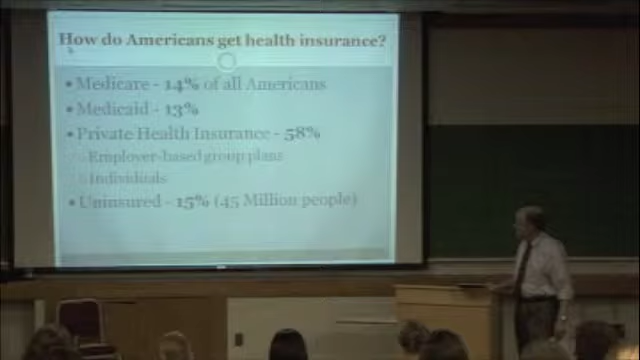 How do Americans get health insurance?
• Medicare - 14% of all Americans
• Medicaid - 13%
• Private Health Insurance - 58%
Employer-based group plans
Individuals
• Uninsured - 15% (45 Million people)